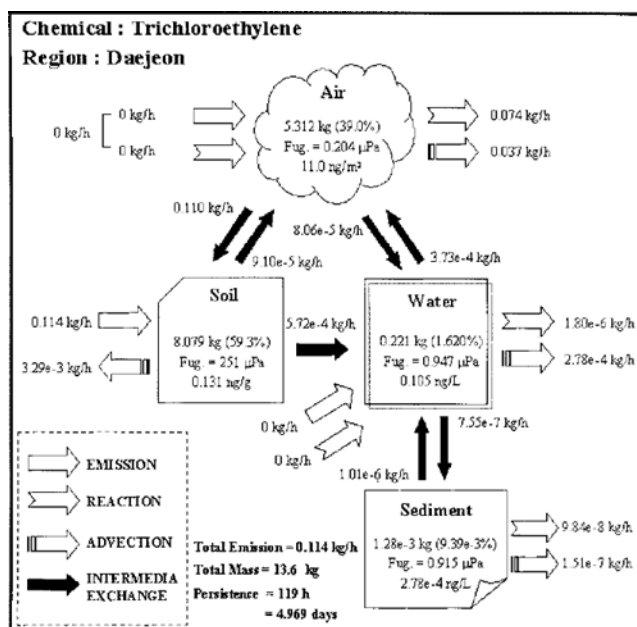 Chemical : Trichloroethylene
Region : Daejeon
Air
5.312 kg (39.0%)
Fug. = 0.204 μPa
11.0 ng/m³
0 kg/h
0 kg/h
0 kg/h
0.074 kg/h
0.037 kg/h
0.110 kg/h
9.10e-5 kg/h
8.06e-5 kg/h
3.73e-4 kg/h
Soil
8.079 kg (59.3%)
Fug. = 251 μPa
0.131 ng/g
0.114 kg/h
3.29e-3 kg/h
5.72e-4 kg/h
Water
0.221 kg (1.620%)
Fug. = 0.947 μPa
0.105 ng/L
1.80e-6 kg/h
2.78e-4 kg/h
0 kg/h
0 kg/h
7.55e-7 kg/h
1.01e-6 kg/h
Sediment
1.28e-3 kg (9.39e-3%)
Fug. = 0.915 μPa
2.78e-4 ng/L
9.84e-8 kg/h
1.51e-7 kg/h
EMISSION
REACTION
ADVECTION
INTERMEDIA
EXCHANGE
Total Emission = 0.114 kg/h
Total Mass = 13.6 kg
Persistence = 119 h
= 4.969 days